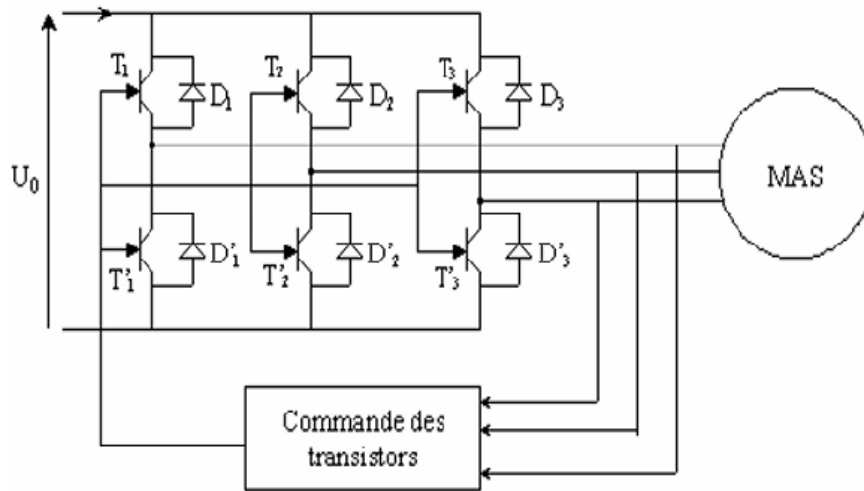 T₁
D₁
T₂
D₂
T₃
D₃
U₀
MAS
T'₁
D'₁
T'₂
D'₂
T'₃
D'₃
Commande des
transistors